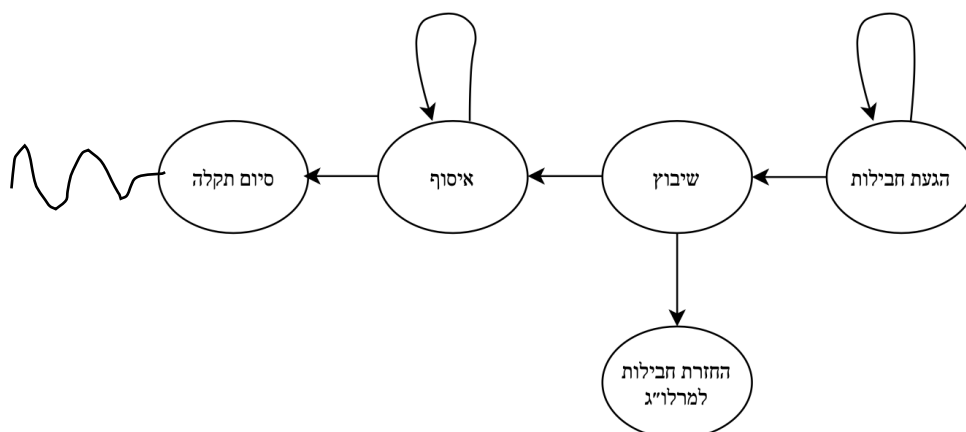 הגעת חבילות
שיבוץ
איסוף
סיום תקלה
החזרת חבילות
למרלו״ג